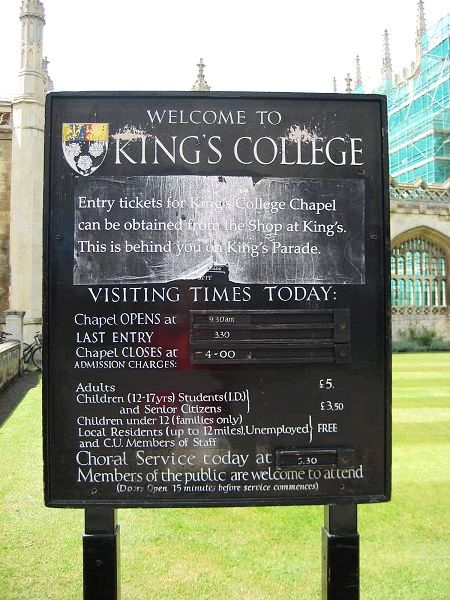 WELCOME TO
KING'S COLLEGE
Entry tickets for King's College Chapel
can be obtained from the Shop at King's.
This is behind you on King's Parade.
here
VISITING TIMES TODAY:
Chapel OPENS at 9.30am
LAST ENTRY 3.30
Chapel CLOSES at 4-00
ADMISSION CHARGES:
Adults £5.
Children (12-17yrs) Students (I.D.)
and Senior Citizens } £3,50
Children under 12 (families only)
Local Residents (up to 12 miles), Unemployed } FREE
and C.U. Members of Staff
Choral Service today at 5.30
Members of the public are welcome to attend
(Doors Open 15 minutes before service commences)